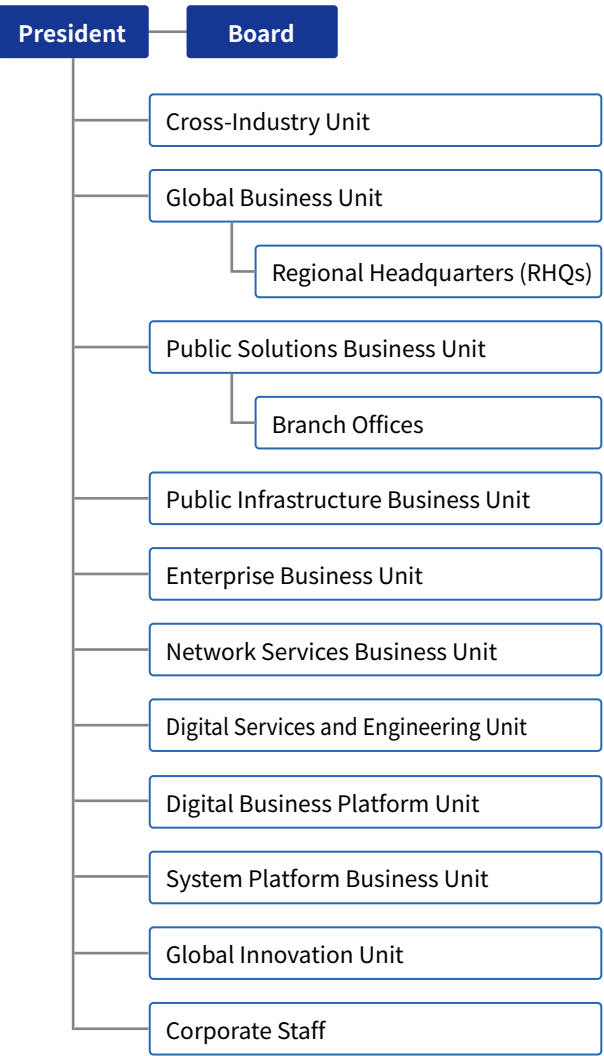 President
Board
Cross-Industry Unit
Global Business Unit
Regional Headquarters (RHQs)
Public Solutions Business Unit
Branch Offices
Public Infrastructure Business Unit
Enterprise Business Unit
Network Services Business Unit
Digital Services and Engineering Unit
Digital Business Platform Unit
System Platform Business Unit
Global Innovation Unit
Corporate Staff